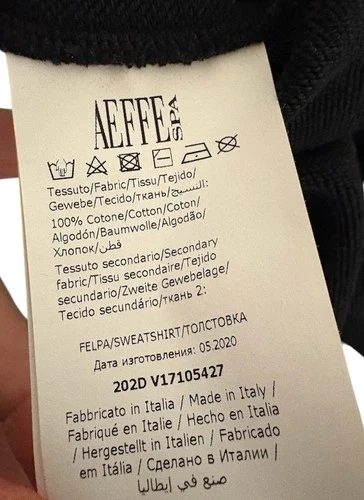 AEFFE SPA
Tessuto/Fabric/Tissu/Tejido/
Gewebe/Tecido/ткань/النسيج:
100% Cotone/Cotton/Coton/
Algodón/Baumwolle/Algodão/
Хлопок/قطن
Tessuto secondario/Secondary
fabric/Tissu secondaire/Tejido
secundario/Zweite Gewebelage/
Tecido secundário/ткань 2:
FELPA/SWEATSHIRT/ТОЛСТОВКА
Дата изготовления: 05.2020
202D V17105427
Fabbricato in Italia / Made in Italy /
Fabriqué en Italie / Hecho en Italia
/ Hergestellt in Italien / Fabricado
em Itália / Сделано в Италии /
صنع في إيطاليا